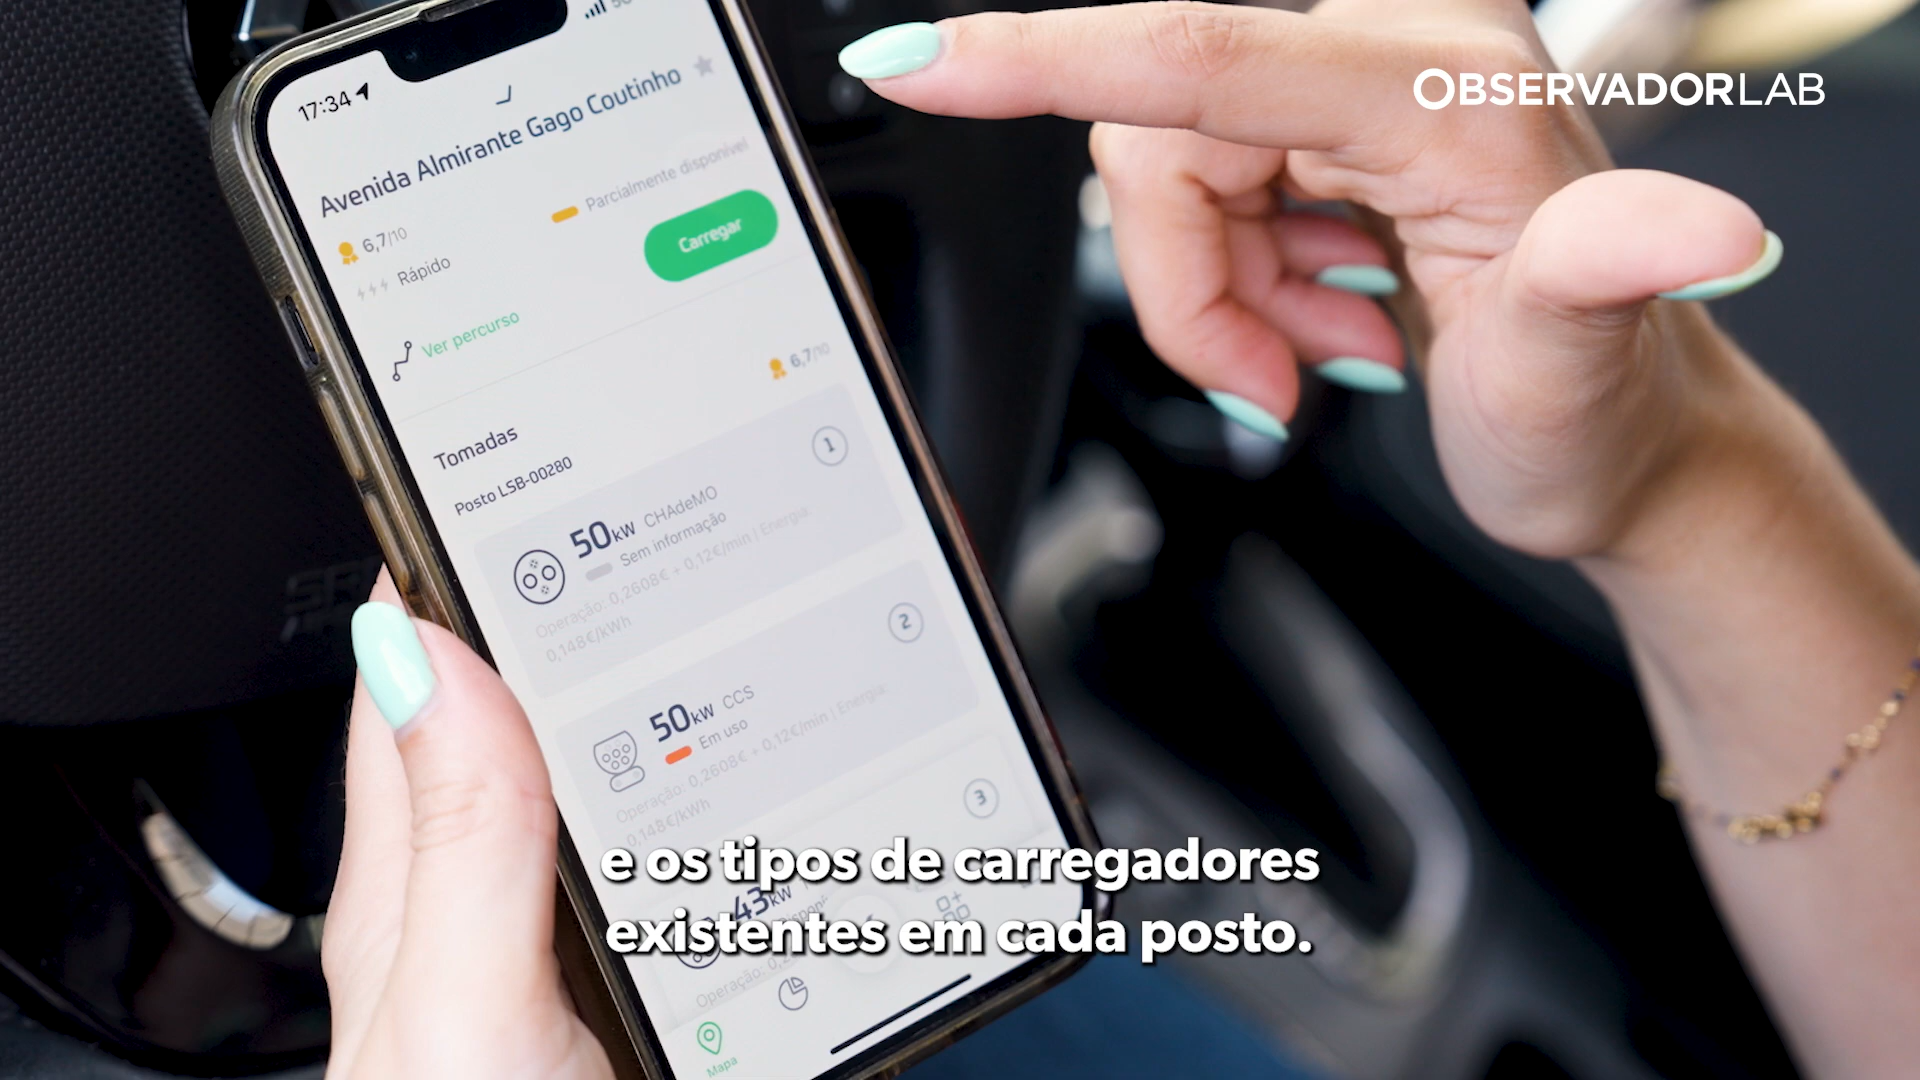 OBSERVADORLAB
17:34
Avenida Almirante Gago Coutinho
6,7/10
Parcialmente disponível
Rápido
Carregar
Ver percurso
6,7/10
Tomadas
Posto LSB-00280
1
50kW CHAdeMO
Sem informação
Operação: 0,2608€ + 0,12€/min | Energia:
0,148€/kWh
2
50kW CCS
Em uso
Operação: 0,2608€ + 0,12€/min | Energia:
0,148€/kWh
3
43kW
Operação:
Mapa
e os tipos de carregadores
existentes em cada posto.